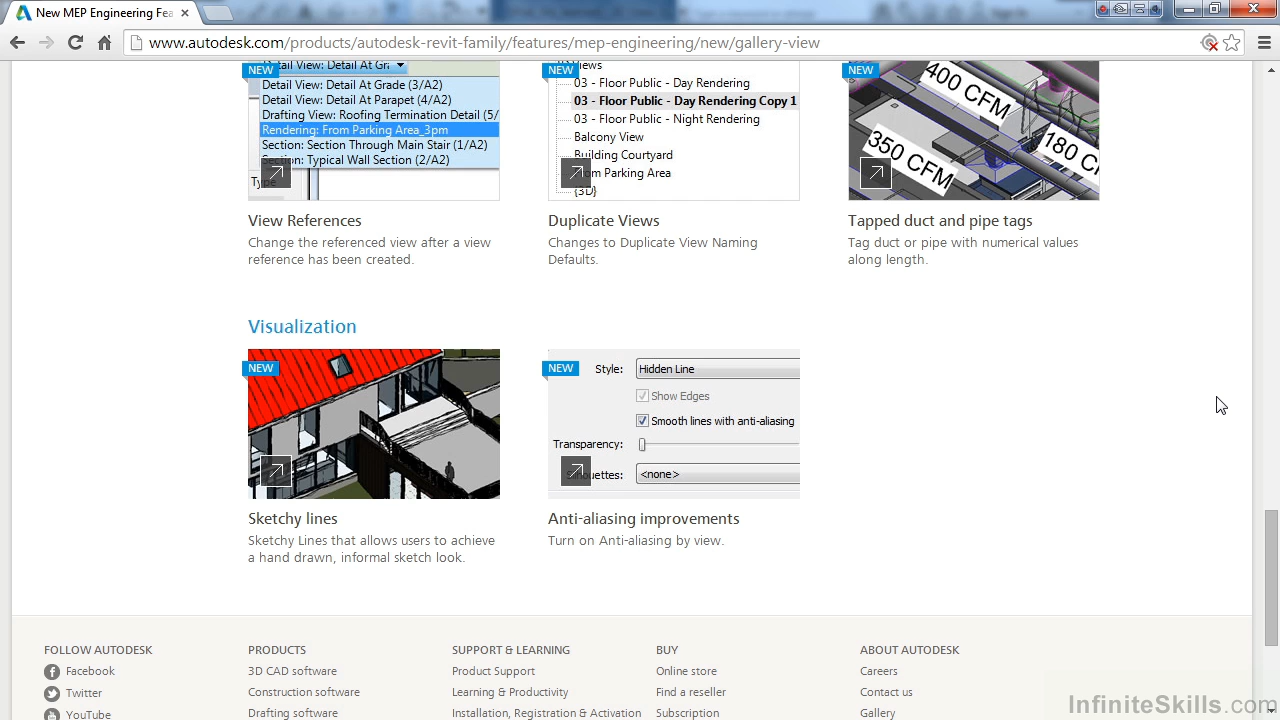 New MEP Engineering Fea
www.autodesk.com/products/autodesk-revit-family/features/mep-engineering/new/gallery-view
NEW
Detail View: Detail At Gra
Detail View: Detail At Grade (3/A2)
Detail View: Detail At Parapet (4/A2)
Drafting View: Roofing Termination Detail (5/
Rendering: From Parking Area_3pm
Section: Section Through Main Stair (1/A2)
Section: Typical Wall Section (2/A2)
NEW
Views
03 - Floor Public - Day Rendering
03 - Floor Public - Day Rendering Copy 1
03 - Floor Public - Night Rendering
Balcony View
Building Courtyard
From Parking Area
{3D}
NEW
400 CFM
350 CFM
180 C
View References
Change the referenced view after a view
reference has been created.
Duplicate Views
Changes to Duplicate View Naming
Defaults.
Tapped duct and pipe tags
Tag duct or pipe with numerical values
along length.
Visualization
NEW
NEW
Style: Hidden Line
Show Edges
Smooth lines with anti-aliasing
Transparency:
<none>
Sketchy lines
Sketchy Lines that allows users to achieve
a hand drawn, informal sketch look.
Anti-aliasing improvements
Turn on Anti-aliasing by view.
FOLLOW AUTODESK
Facebook
Twitter
YouTube
PRODUCTS
3D CAD software
Construction software
Drafting software
SUPPORT & LEARNING
Product Support
Learning & Productivity
Installation, Registration & Activation
BUY
Online store
Find a reseller
Subscription
ABOUT AUTODESK
Careers
Contact us
Gallery
InfiniteSkills.com